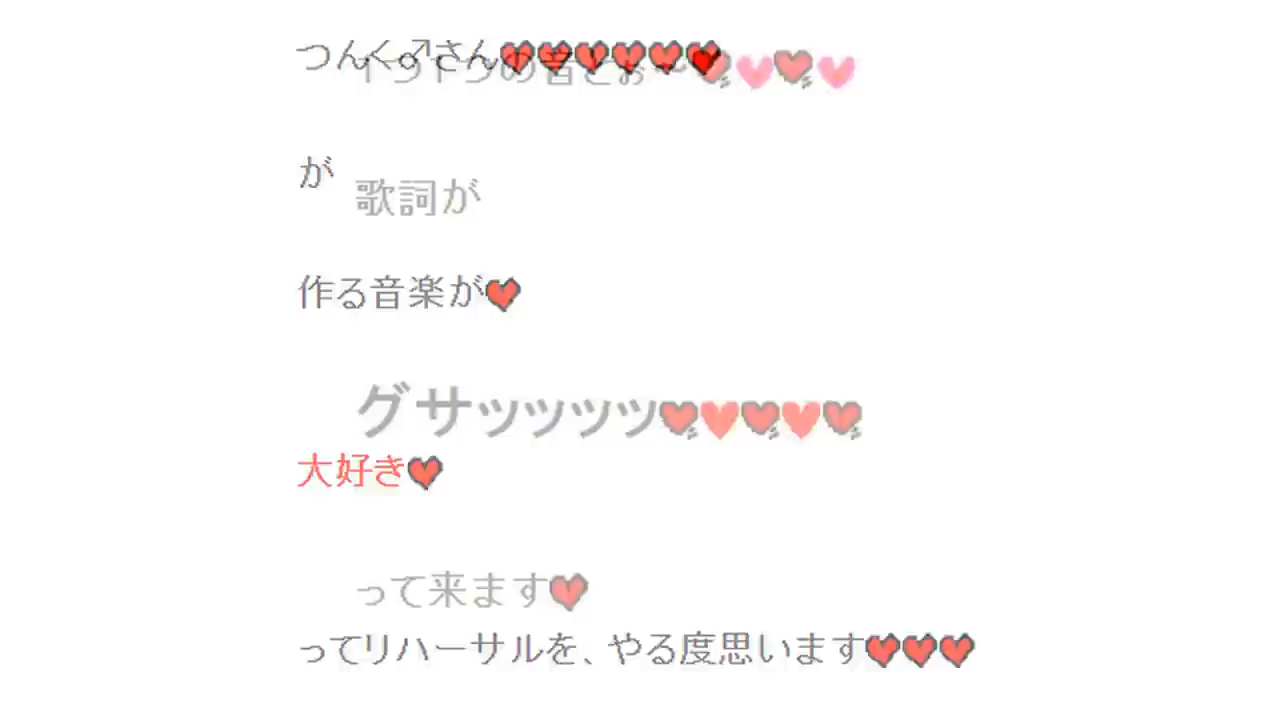 つんく♂さん❤❤❤❤❤❤
が
歌詞が
作る音楽が❤
グサッッッッ❤❤❤❤❤
大好き❤
って来ます❤
ってリハーサルを、やる度思います❤❤❤